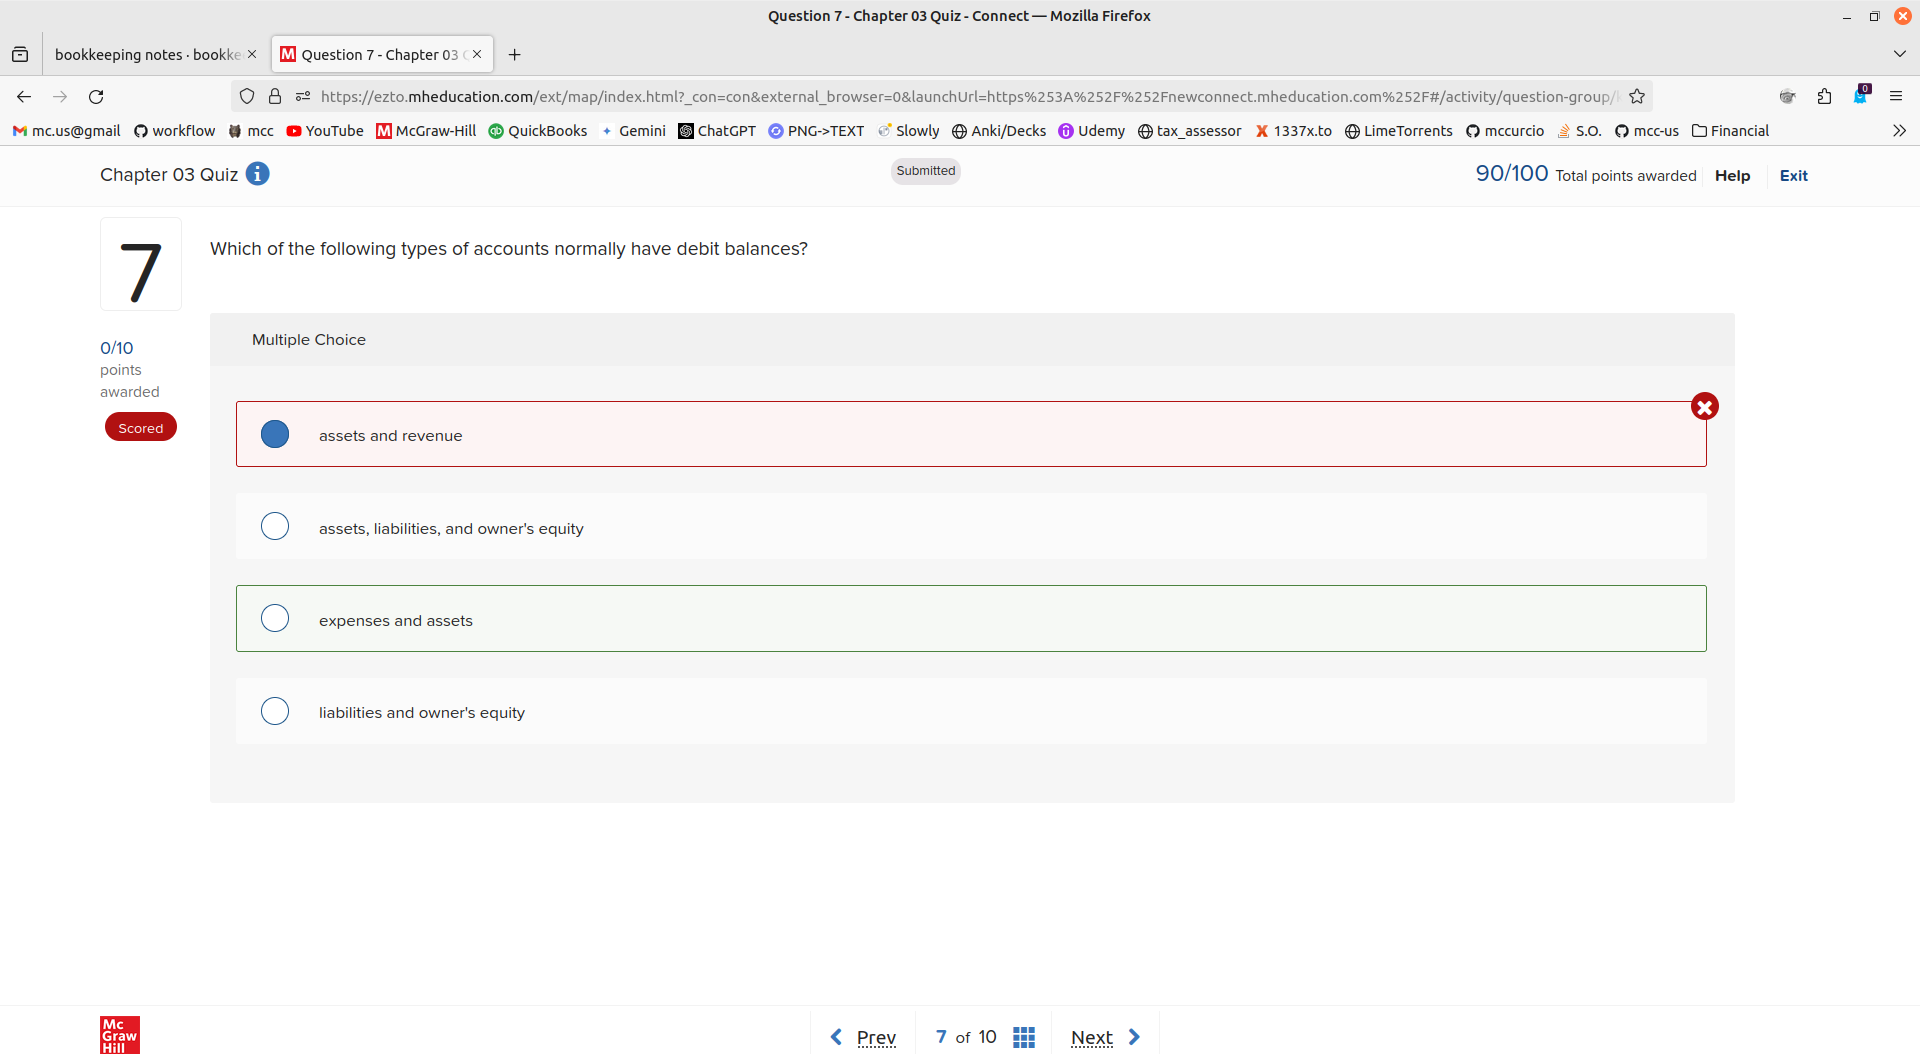 Question 7 - Chapter 03 Quiz - Connect — Mozilla Firefox
bookkeeping notes · bookke
Question 7 - Chapter 03
https://ezto.mheducation.com/ext/map/index.html?_con=con&external_browser=0&launchUrl=https%253A%252F%252Fnewconnect.mheducation.com%252F#/activity/question-group/
0
mc.us@gmail workflow mcc YouTube McGraw-Hill QuickBooks Gemini ChatGPT PNG->TEXT Slowly Anki/Decks Udemy tax_assessor 1337x.to LimeTorrents mccurcio S.O. mcc-us Financial
Chapter 03 Quiz
Submitted
90/100 Total points awarded Help Exit
7
Which of the following types of accounts normally have debit balances?
0/10
points
awarded
Scored
Multiple Choice
assets and revenue
assets, liabilities, and owner's equity
expenses and assets
liabilities and owner's equity
Mc
Graw
Hill
Prev 7 of 10 Next